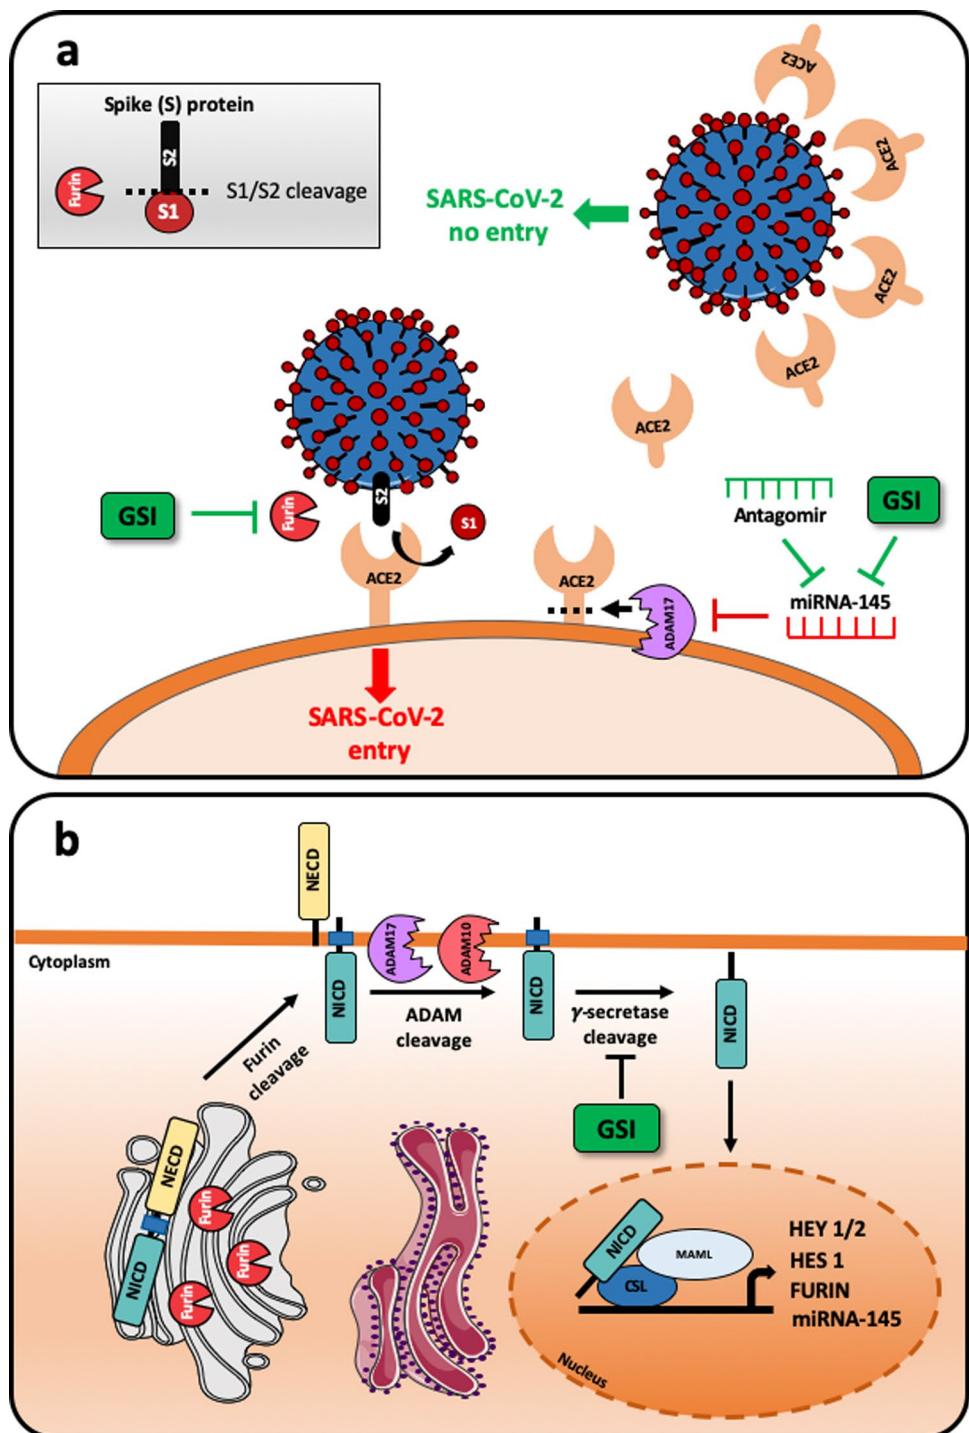 a
Spike (S) protein
S2
Furin
S1/S2 cleavage
S1
ACE2
ACE2
ACE2
ACE2
SARS-CoV-2
no entry
ACE2
GSI
Furin
S2
S1
ACE2
ACE2
ADAM17
Antagomir
GSI
miRNA-145
SARS-CoV-2
entry
b
NECD
Cytoplasm
NICD
ADAM17
ADAM10
ADAM
cleavage
NICD
γ-secretase
cleavage
NICD
GSI
Furin
cleavage
NECD
NICD
Furin
Furin
Furin
NICD
MAML
CSL
HEY 1/2
HES 1
FURIN
miRNA-145
Nucleus